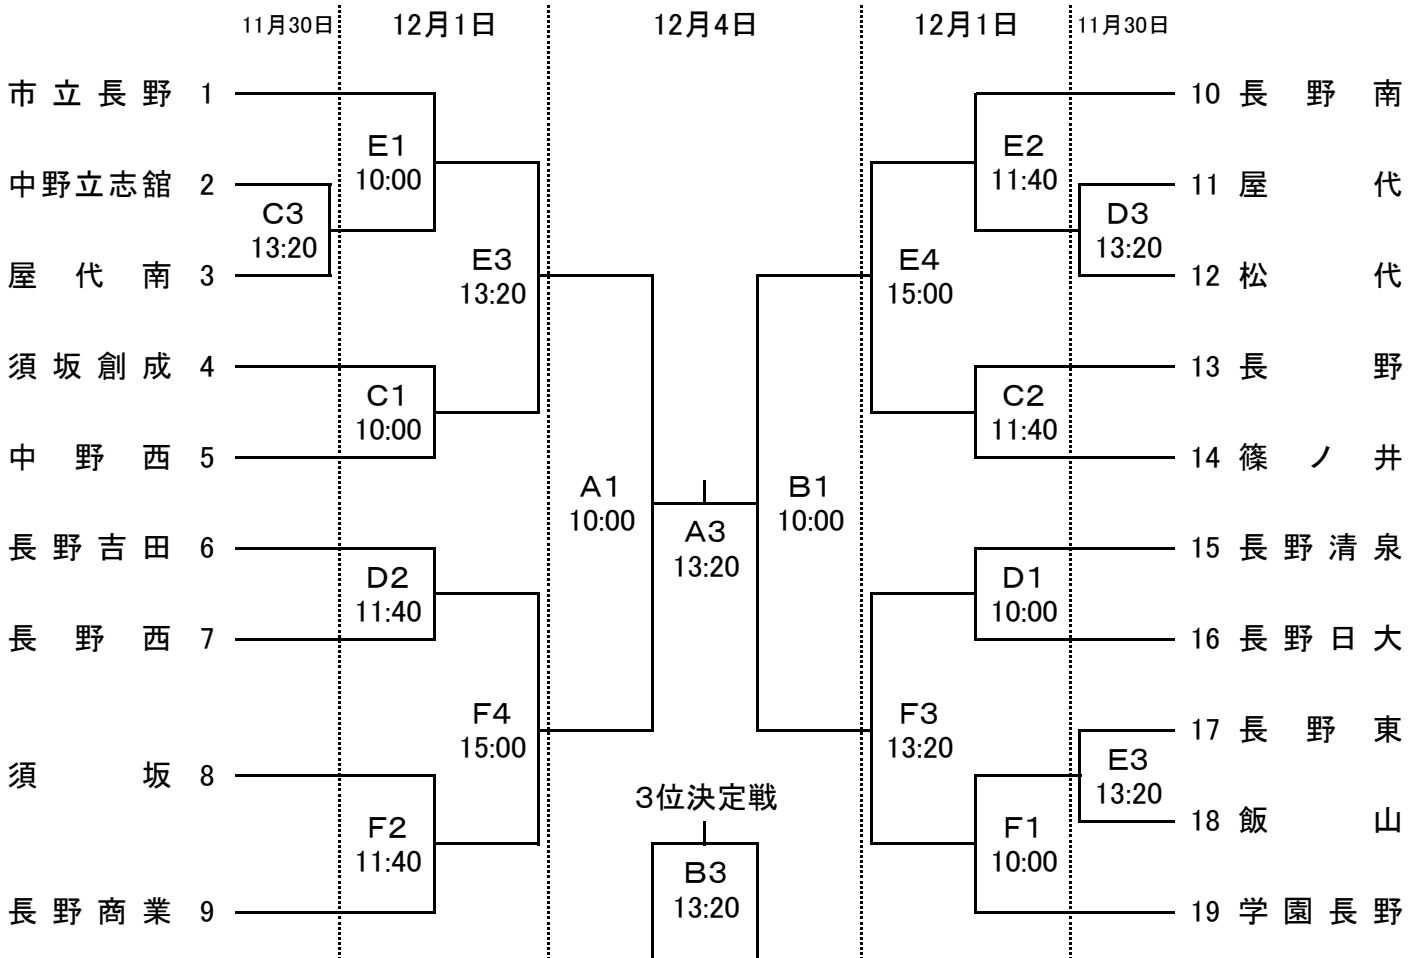 11月30日 12月1日 12月4日 12月1日 11月30日
市立長野 1
中野立志舘 2
屋代南 3
須坂創成 4
中野西 5
長野吉田 6
長野西 7
須坂 8
長野商業 9
C3
13:20
E1
10:00
C1
10:00
D2
11:40
F2
11:40
E3
13:20
F4
15:00
A1
10:00
A3
13:20
3位決定戦
B3
13:20
B1
10:00
E4
15:00
F3
13:20
E2
11:40
C2
11:40
D1
10:00
F1
10:00
D3
13:20
E3
13:20
10 長野南
11 屋代
12 松代
13 長野
14 篠ノ井
15 長野清泉
16 長野日大
17 長野東
18 飯山
19 学園長野